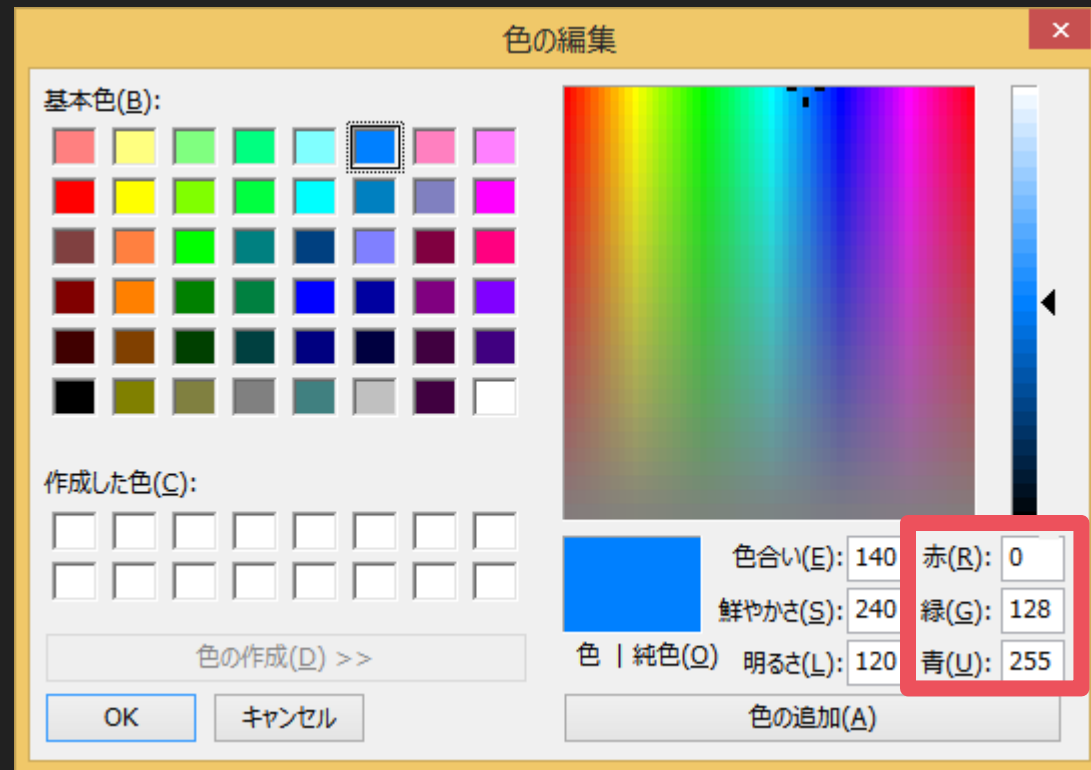 色の編集
基本色(B):
作成した色(C):
色の作成(D) >>
OK
キャンセル
色 | 純色(O)
色合い(E): 140
鮮やかさ(S): 240
明るさ(L): 120
赤(R): 0
緑(G): 128
青(U): 255
色の追加(A)